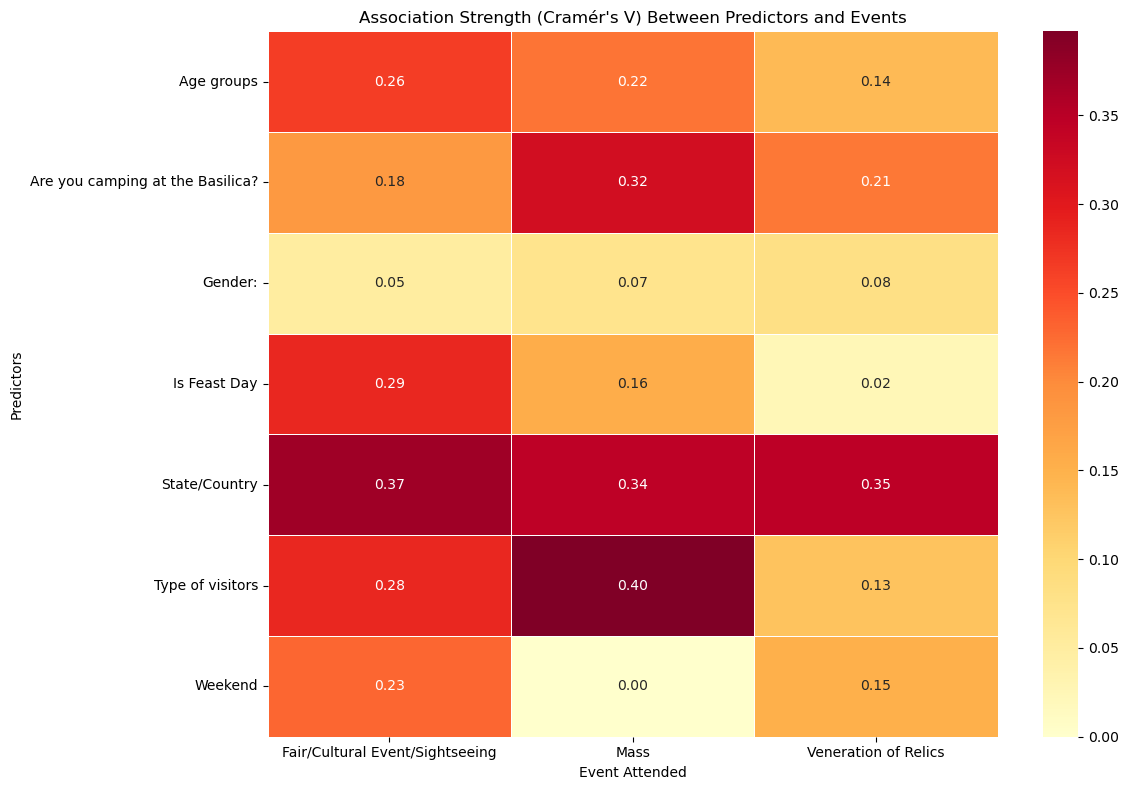 Association Strength (Cramér's V) Between Predictors and Events
Predictors
Age groups
0.26
0.22
0.14
Are you camping at the Basilica?
0.18
0.32
0.21
Gender:
0.05
0.07
0.08
Is Feast Day
0.29
0.16
0.02
State/Country
0.37
0.34
0.35
Type of visitors
0.28
0.40
0.13
Weekend
0.23
0.00
0.15
Fair/Cultural Event/Sightseeing
Mass
Veneration of Relics
Event Attended
0.35
0.30
0.25
0.20
0.15
0.10
0.05
0.00